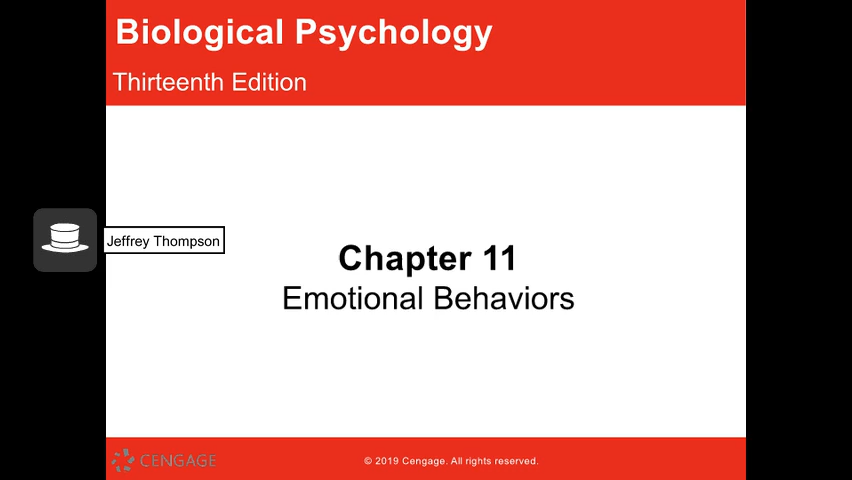 Biological Psychology
Thirteenth Edition
Jeffrey Thompson
Chapter 11
Emotional Behaviors
CENGAGE
© 2019 Cengage. All rights reserved.